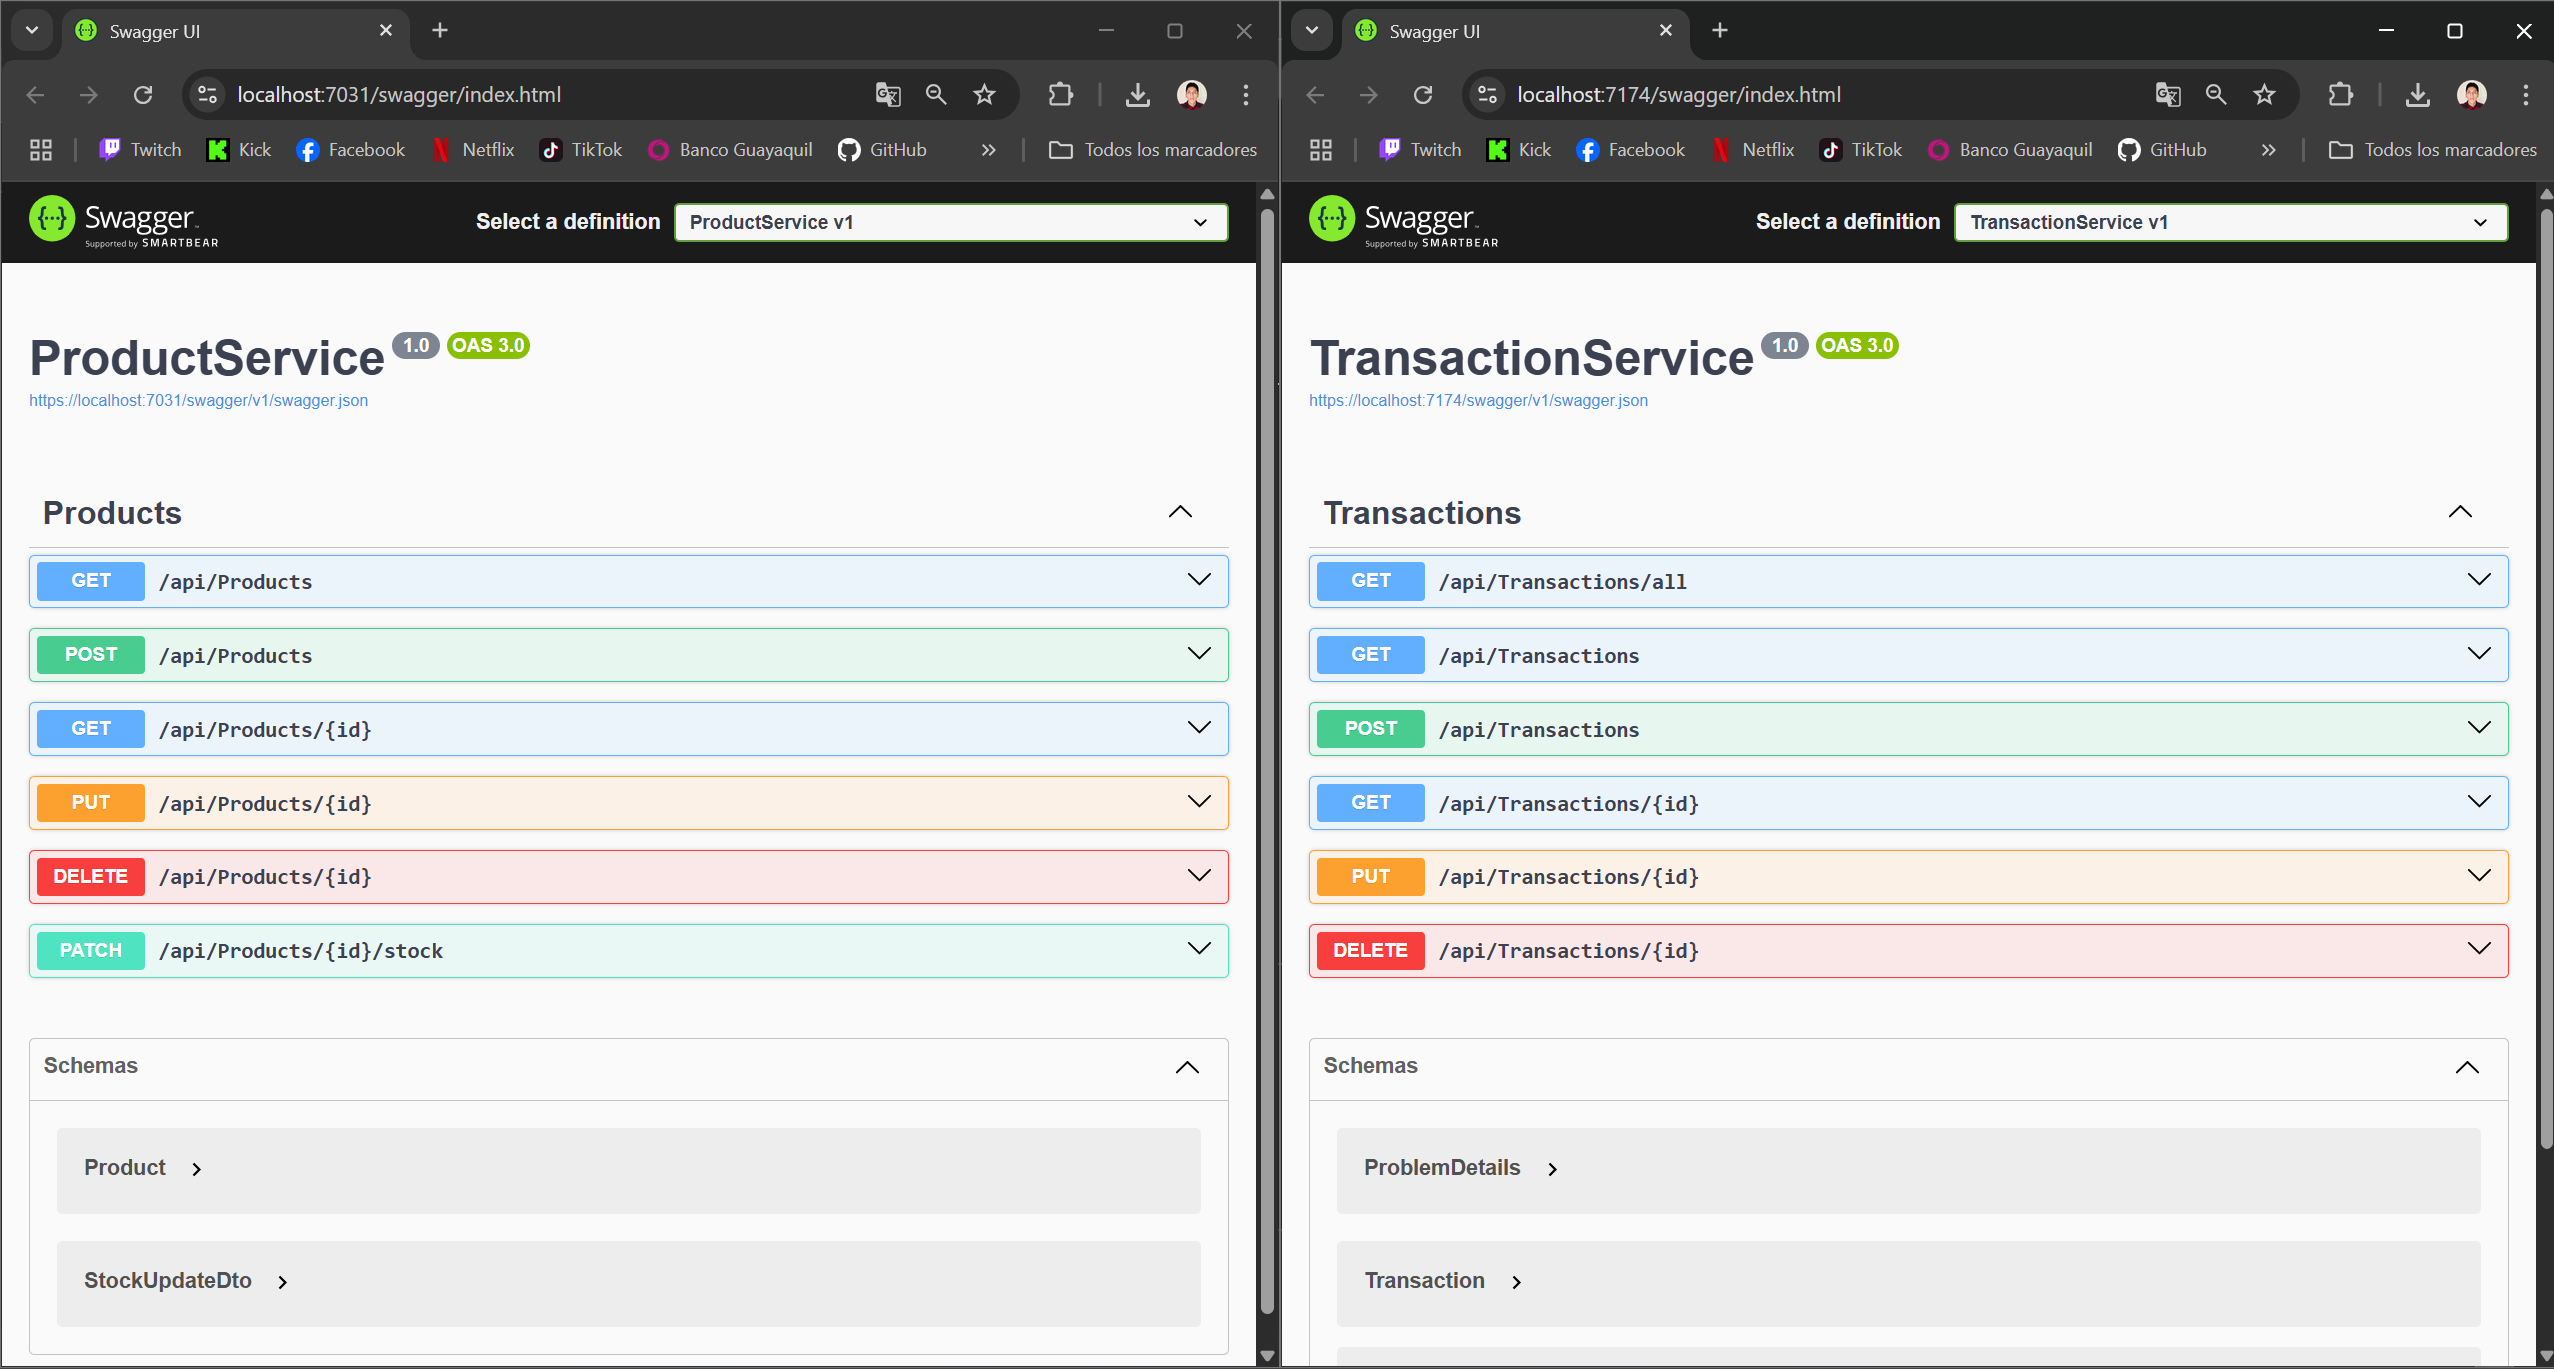 Swagger UI
localhost:7031/swagger/index.html
Twitch
Kick
Facebook
Netflix
TikTok
Banco Guayaquil
GitHub
Todos los marcadores
Swagger
Supported by SMARTBEAR
Select a definition
ProductService v1
ProductService 1.0 OAS 3.0
https://localhost:7031/swagger/v1/swagger.json
Products
GET /api/Products
POST /api/Products
GET /api/Products/{id}
PUT /api/Products/{id}
DELETE /api/Products/{id}
PATCH /api/Products/{id}/stock
Schemas
Product
StockUpdateDto
Swagger UI
localhost:7174/swagger/index.html
Twitch
Kick
Facebook
Netflix
TikTok
Banco Guayaquil
GitHub
Todos los marcadores
Swagger
Supported by SMARTBEAR
Select a definition
TransactionService v1
TransactionService 1.0 OAS 3.0
https://localhost:7174/swagger/v1/swagger.json
Transactions
GET /api/Transactions/all
GET /api/Transactions
POST /api/Transactions
GET /api/Transactions/{id}
PUT /api/Transactions/{id}
DELETE /api/Transactions/{id}
Schemas
ProblemDetails
Transaction